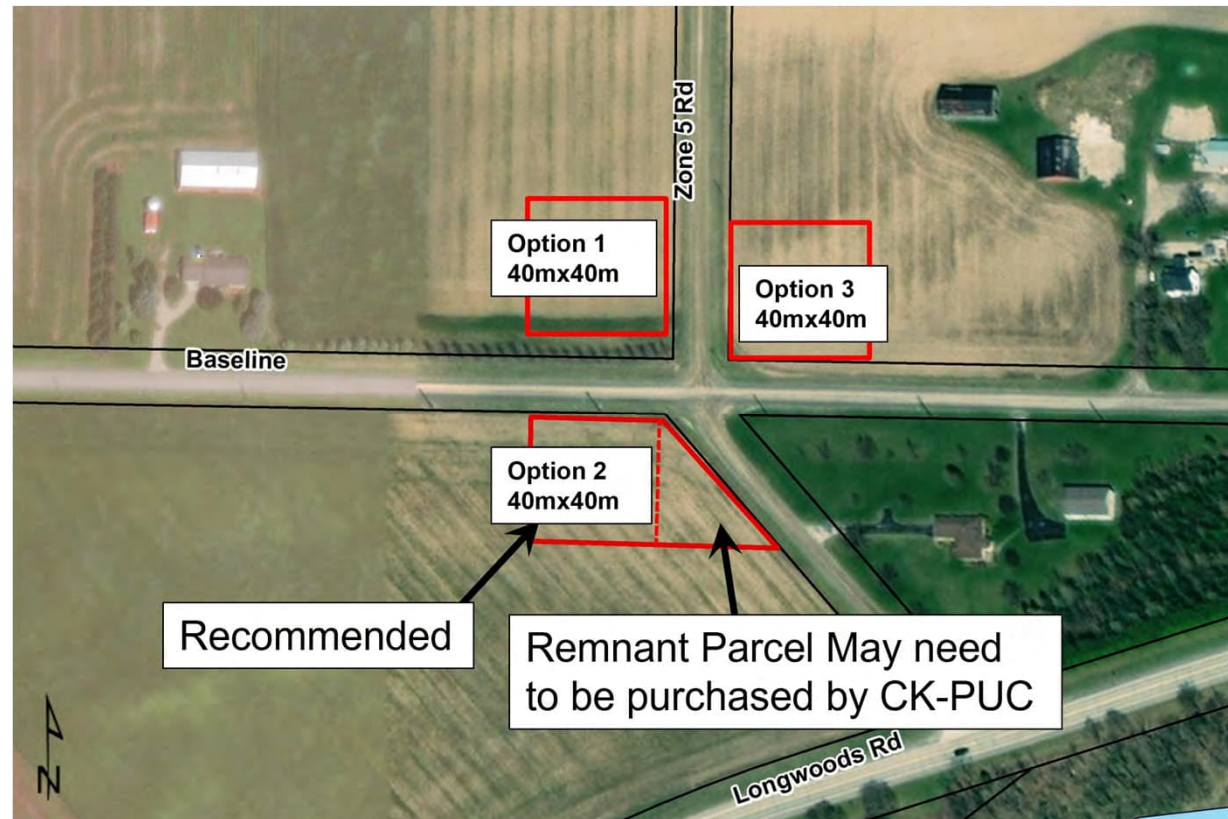 Zone 5 Rd
Option 1
40mx40m
Option 3
40mx40m
Baseline
Option 2
40mx40m
Recommended
Remnant Parcel May need
to be purchased by CK-PUC
Longwoods Rd
N